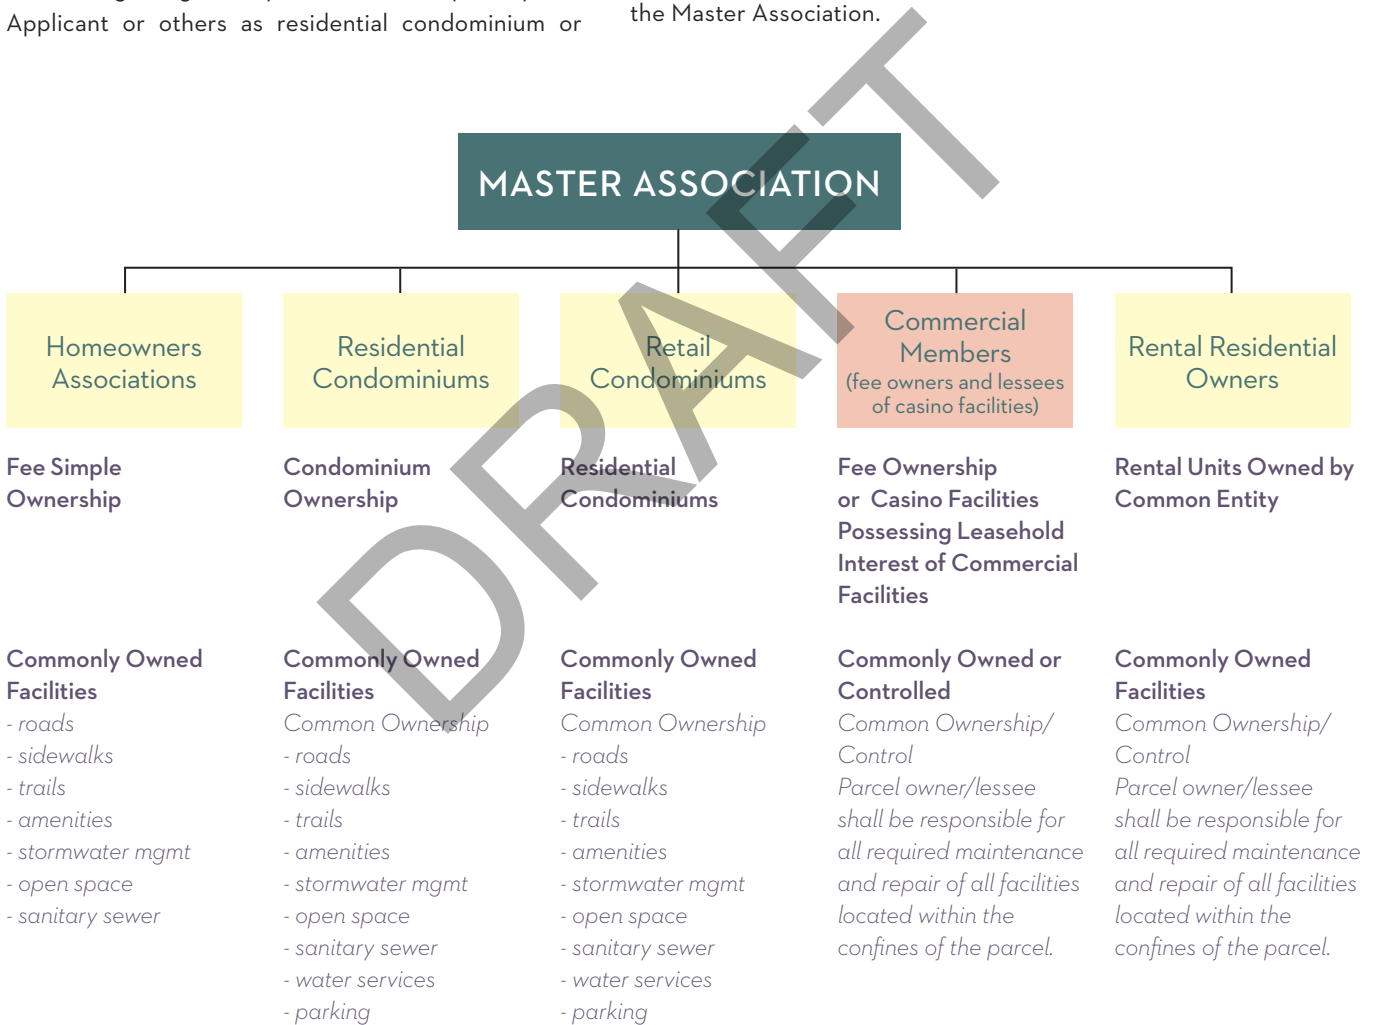 Applicant or others as residential condominium or
the Master Association.
MASTER ASSOCIATION
Homeowners
Associations
Residential
Condominiums
Retail
Condominiums
Commercial
Members
(fee owners and lessees
of casino facilities)
Rental Residential
Owners
Fee Simple
Ownership
Condominium
Ownership
Residential
Condominiums
Fee Ownership
or Casino Facilities
Possessing Leasehold
Interest of Commercial
Facilities
Rental Units Owned by
Common Entity
Commonly Owned
Facilities
- roads
- sidewalks
- trails
- amenities
- stormwater mgmt
- open space
- sanitary sewer
Commonly Owned
Facilities
Common Ownership
- roads
- sidewalks
- trails
- amenities
- stormwater mgmt
- open space
- sanitary sewer
- water services
- parking
Commonly Owned
Facilities
Common Ownership
- roads
- sidewalks
- trails
- amenities
- stormwater mgmt
- open space
- sanitary sewer
- water services
- parking
Commonly Owned or
Controlled
Common Ownership/
Control
Parcel owner/lessee
shall be responsible for
all required maintenance
and repair of all facilities
located within the
confines of the parcel.
Commonly Owned
Facilities
Common Ownership/
Control
Parcel owner/lessee
shall be responsible for
all required maintenance
and repair of all facilities
located within the
confines of the parcel.
DRAFT